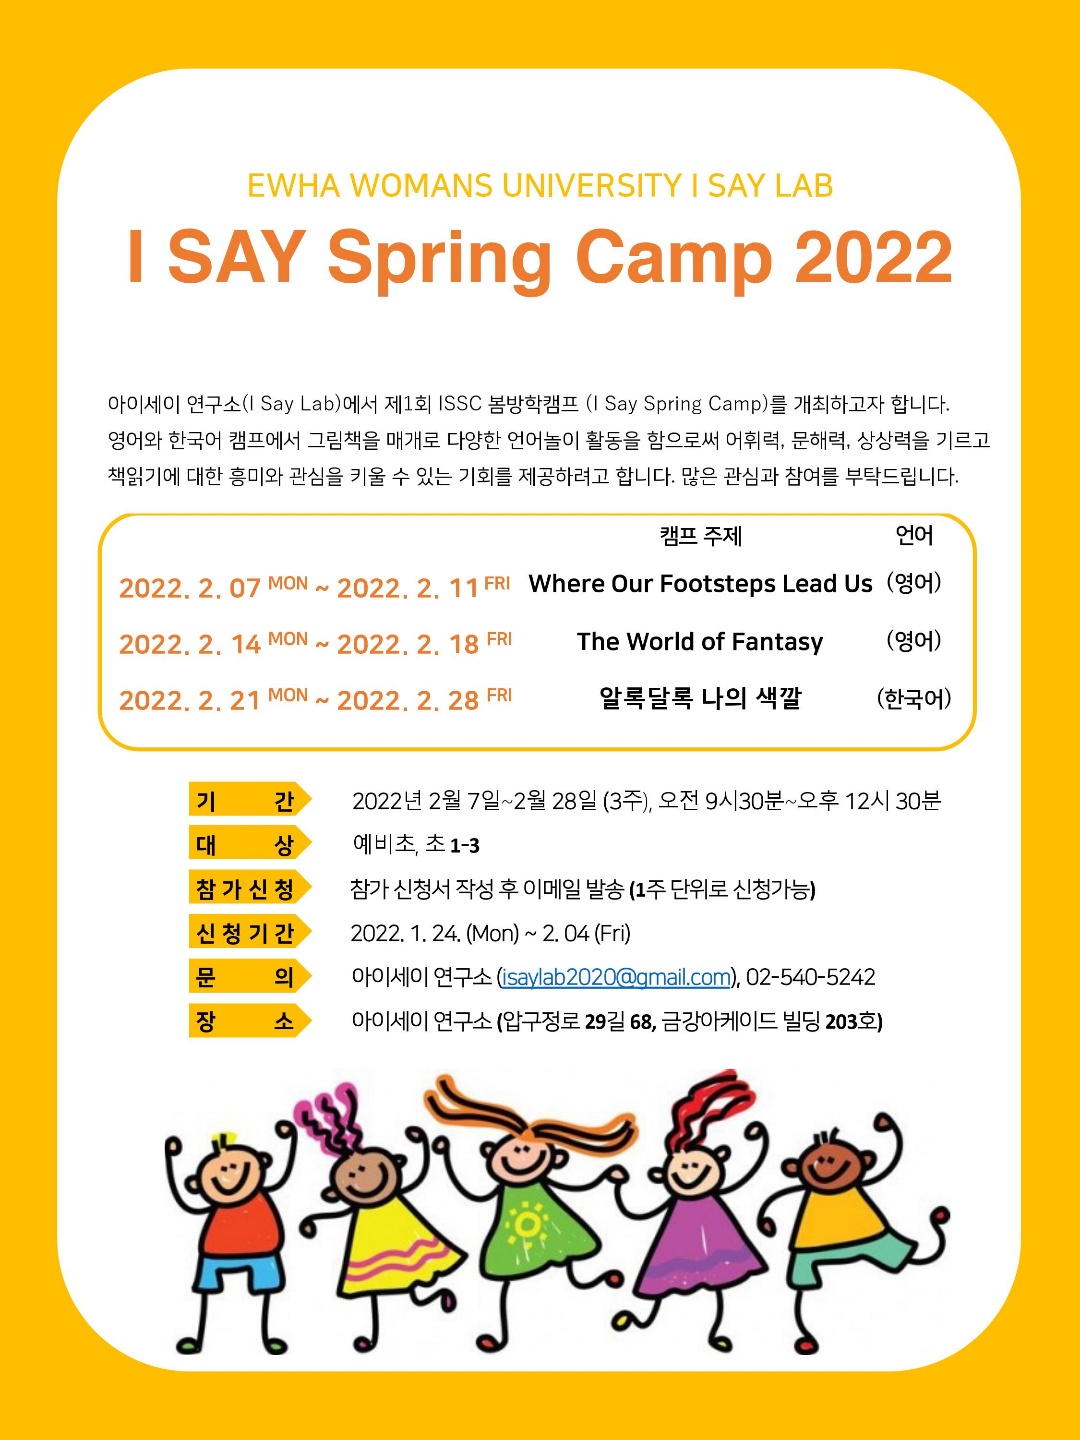 EWHA WOMANS UNIVERSITY I SAY LAB
I SAY Spring Camp 2022
아이세이 연구소(I Say Lab)에서 제1회 ISSC 봄방학캠프 (I Say Spring Camp)를 개최하고자 합니다.
영어와 한국어 캠프에서 그림책을 매개로 다양한 언어놀이 활동을 함으로써 어휘력, 문해력, 상상력을 기르고
책읽기에 대한 흥미와 관심을 키울 수 있는 기회를 제공하려고 합니다. 많은 관심과 참여를 부탁드립니다.
캠프 주제 언어
2022. 2. 07 MON ~ 2022. 2. 11 FRI Where Our Footsteps Lead Us (영어)
2022. 2. 14 MON ~ 2022. 2. 18 FRI The World of Fantasy (영어)
2022. 2. 21 MON ~ 2022. 2. 28 FRI 알록달록 나의 색깔 (한국어)
기 간 2022년 2월 7일~2월 28일 (3주), 오전 9시30분~오후 12시 30분
대 상 예비초, 초 1-3
참가신청 참가 신청서 작성 후 이메일 발송 (1주 단위로 신청가능)
신청기간 2022. 1. 24. (Mon) ~ 2. 04 (Fri)
문 의 아이세이 연구소 (isaylab2020@gmail.com), 02-540-5242
장 소 아이세이 연구소 (압구정로 29길 68, 금강아케이드 빌딩 203호)